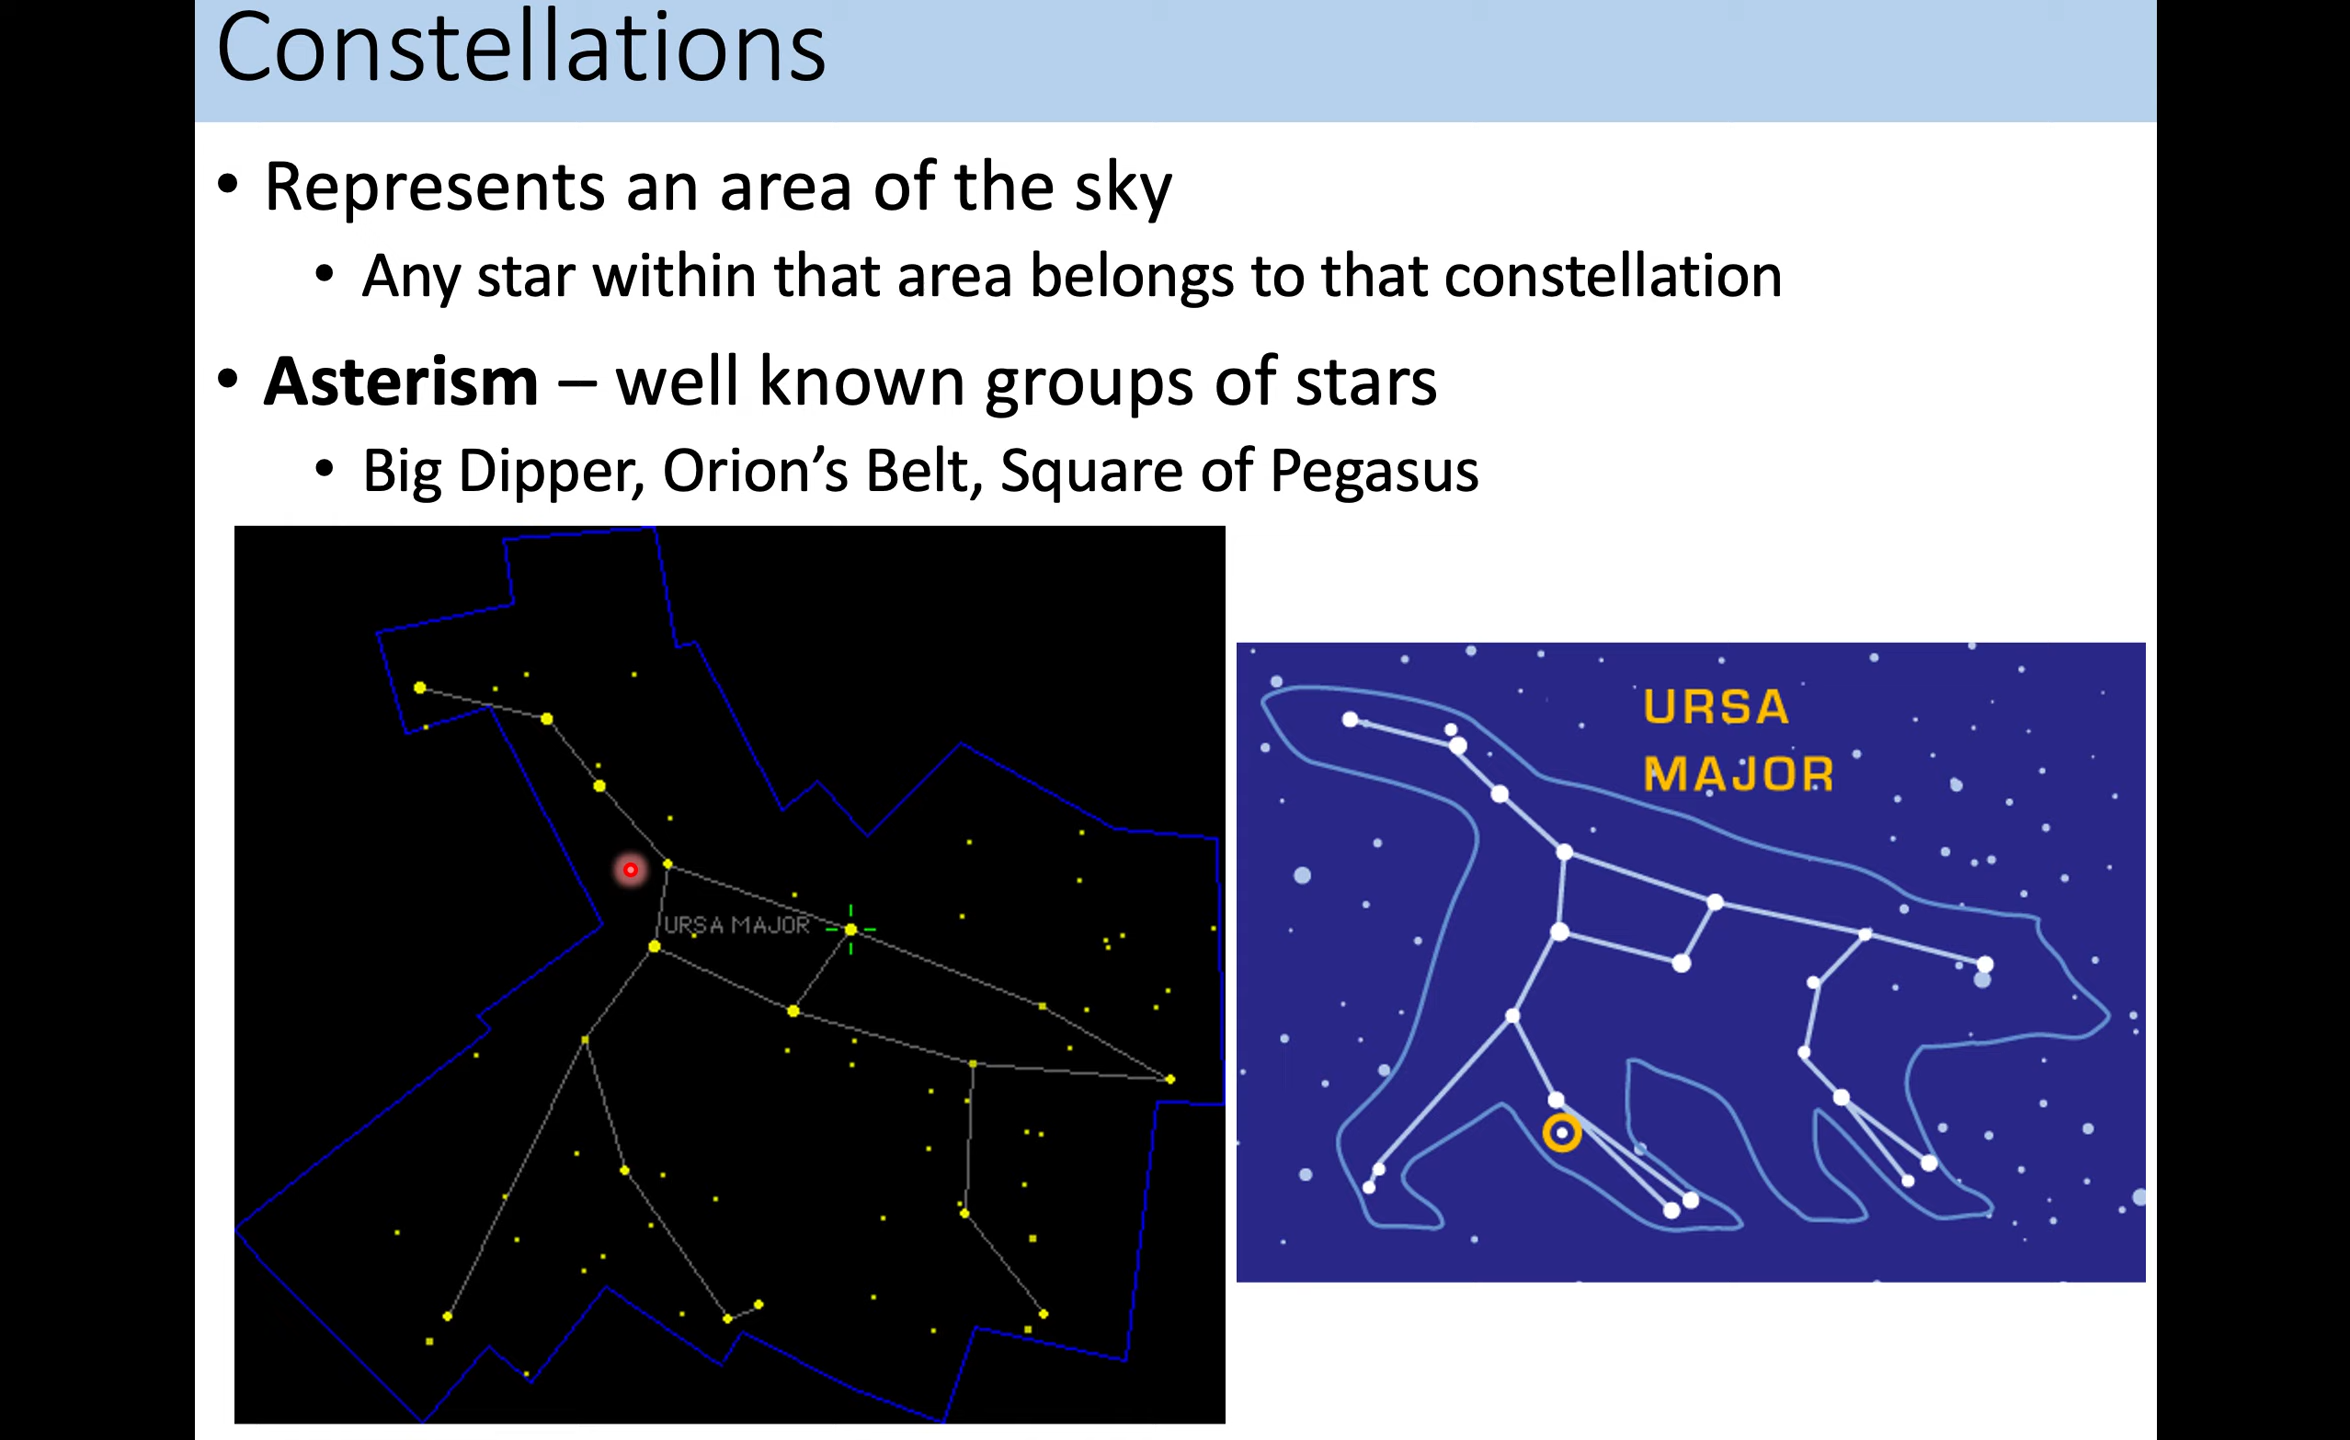 Constellations
• Represents an area of the sky
• Any star within that area belongs to that constellation
• Asterism – well known groups of stars
• Big Dipper, Orion’s Belt, Square of Pegasus
URSA MAJOR
URSA
MAJOR